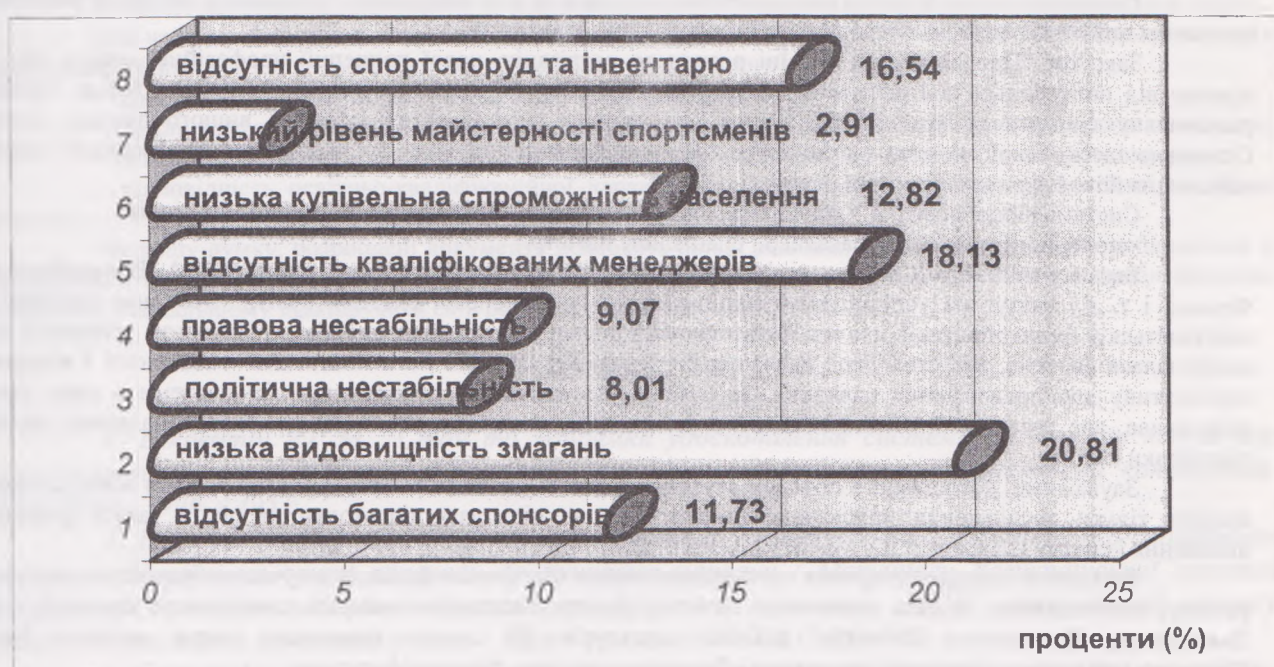 8 відсутність спортспоруд та інвентарю 16,54
7 низький рівень майстерності спортсменів 2,91
6 низька купівельна спроможність населення 12,82
5 відсутність кваліфікованих менеджерів 18,13
4 правова нестабільність 9,07
3 політична нестабільність 8,01
2 низька видовищність змагань 20,81
1 відсутність багатих спонсорів 11,73
0 5 10 15 20 25
проценти (%)